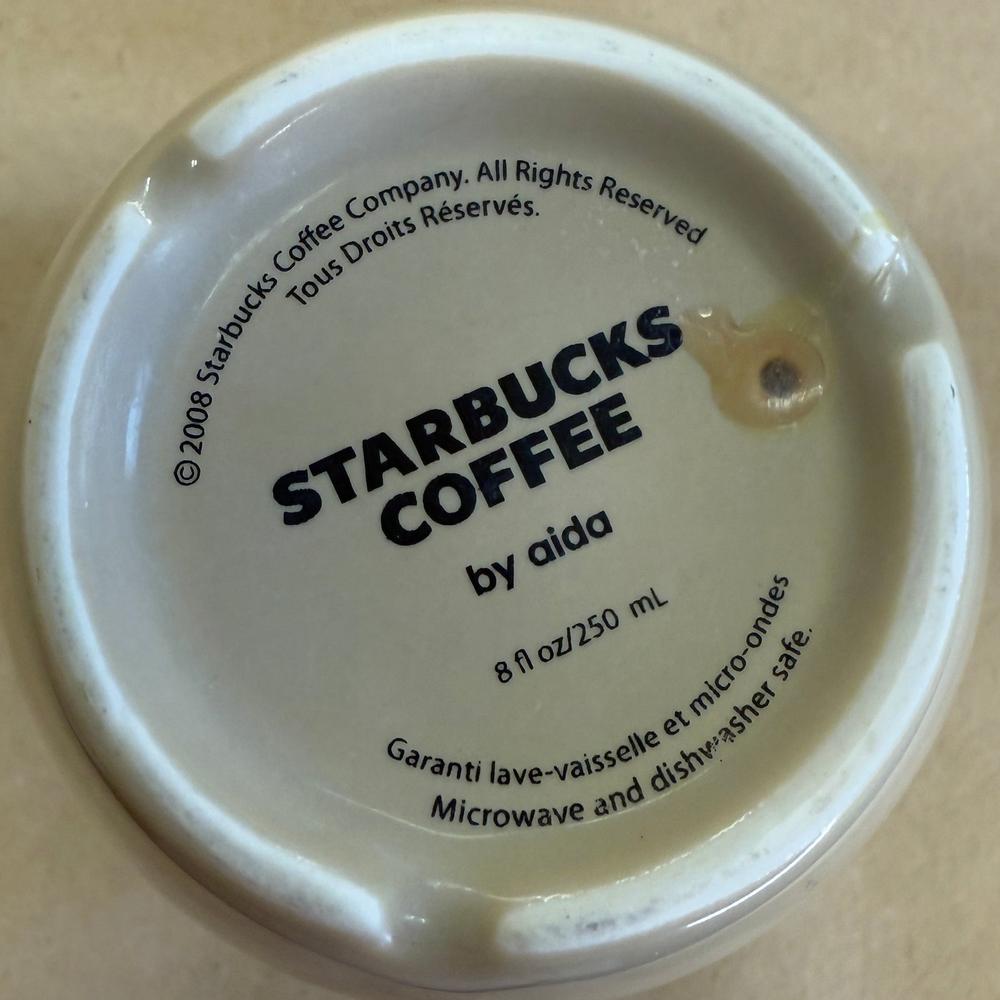 © 2008 Starbucks Coffee Company. All Rights Reserved
Tous Droits Réservés.
STARBUCKS
COFFEE
by aida
8 fl oz/250 mL
Garanti lave-vaisselle et micro-ondes
Microwave and dishwasher safe.